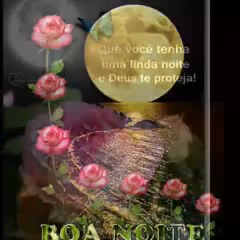 Que você tenha
uma linda noite
e Deus te proteja!
BOA NOITE